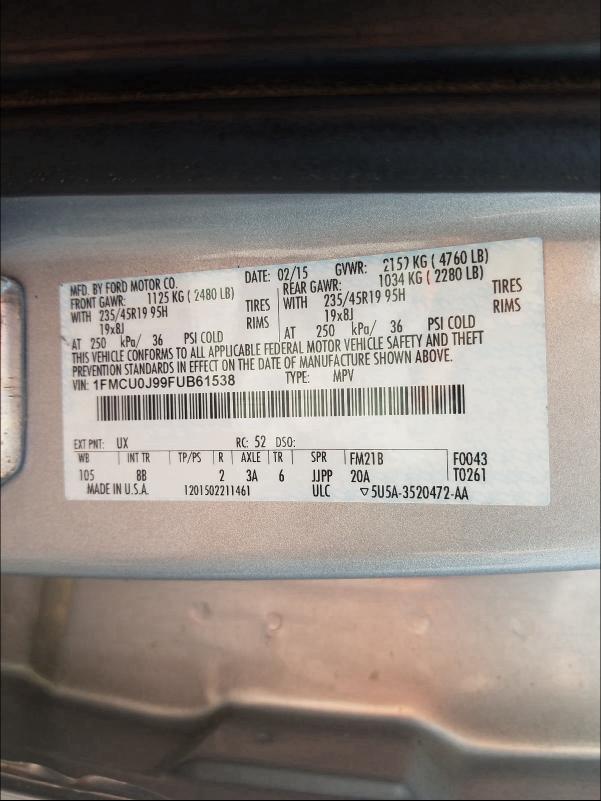 MFD. BY FORD MOTOR CO. DATE: 02/15 GVWR: 2159 KG ( 4760 LB)
FRONT GAWR: 1125 KG ( 2480 LB) REAR GAWR: 1034 KG ( 2280 LB)
WITH 235/45R19 95H TIRES WITH 235/45R19 95H TIRES
19x8J RIMS 19x8J RIMS
AT 250 kPa/ 36 PSI COLD AT 250 kPa/ 36 PSI COLD
THIS VEHICLE CONFORMS TO ALL APPLICABLE FEDERAL MOTOR VEHICLE SAFETY AND THEFT
PREVENTION STANDARDS IN EFFECT ON THE DATE OF MANUFACTURE SHOWN ABOVE.
VIN: 1FMCU0J99FUB61538 TYPE: MPV
EXT PNT: UX RC: 52 DSO:
WB INT TR TP/PS R AXLE TR SPR FM21B F0043
105 8B 2 3A 6 JJPP 20A T0261
MADE IN U.S.A. 1201502211461 ULC ▽5U5A-3520472-AA